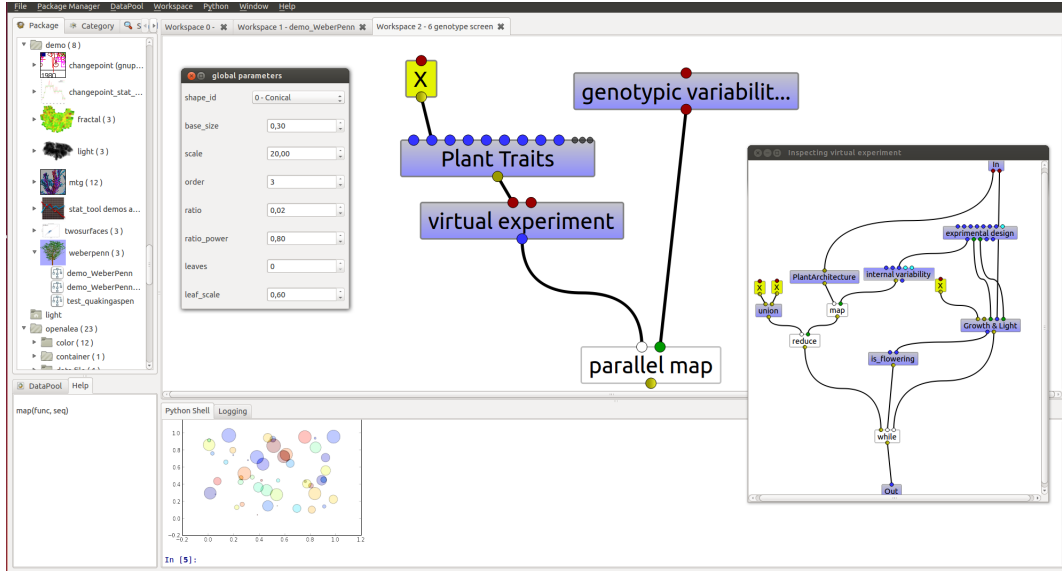 File Package Manager DataPool Workspace Python Window Help
Package Category S
Workspace 0 - Workspace 1 - demo_WeberPenn Workspace 2 - 6 genotype screen
demo ( 8 )
1980
changepoint (gnup...
changepoint_stat_...
fractal ( 3 )
light ( 3 )
mtg ( 12 )
stat_tool demos a...
twosurfaces ( 3 )
weberpenn ( 3 )
demo_WeberPenn
demo_WeberPenn...
test_quakingaspen
light
openalea ( 23 )
color ( 12 )
container ( 1 )
DataPool Help
map(func, seq)
global parameters
shape_id 0 - Conical
base_size 0,30
scale 20,00
order 3
ratio 0,02
ratio_power 0,80
leaves 0
leaf_scale 0,60
X
genotypic variabilit...
Plant Traits
virtual experiment
parallel map
Inspecting virtual experiment
In
exprimental design
PlantArchitecture
internal variability
X X
X
union
map
Growth & Light
reduce
is_flowering
while
Out
Python Shell Logging
1.0
0.8
0.6
0.4
0.2
0.0
-0.2
-0.2 0.0 0.2 0.4 0.6 0.8 1.0 1.2
In [5]: